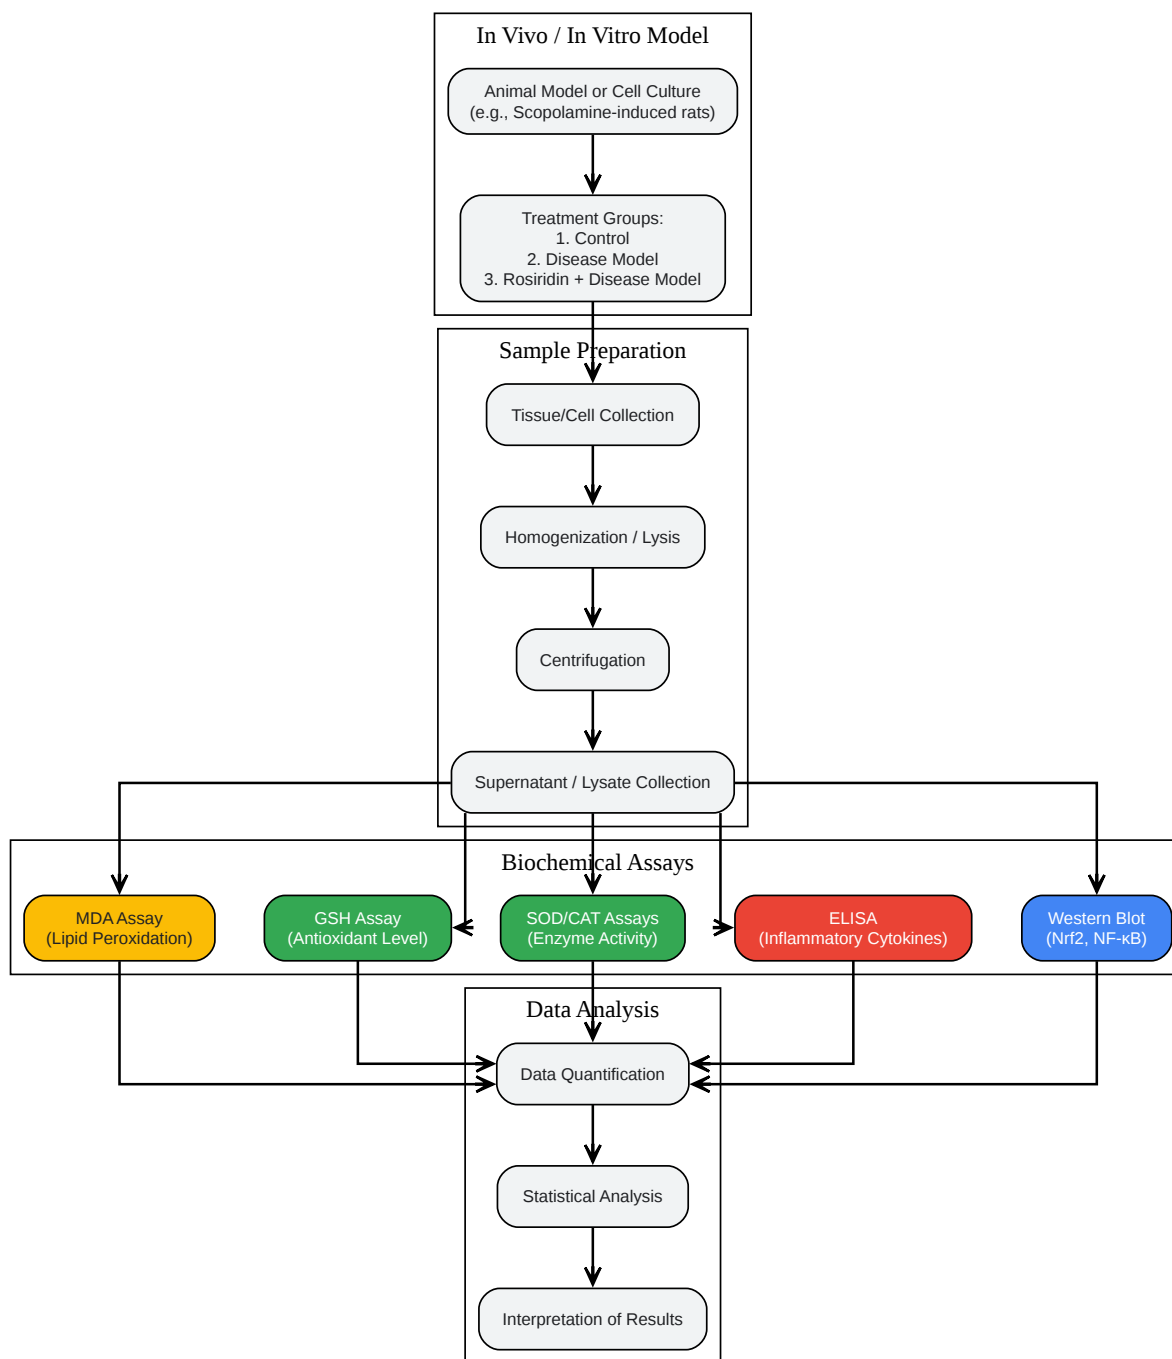 In Vivo / In Vitro Model
Animal Model or Cell Culture
(e.g., Scopolamine-induced rats)
Treatment Groups:
1. Control
2. Disease Model
3. Rosiridin + Disease Model
Sample Preparation
Tissue/Cell Collection
Homogenization / Lysis
Centrifugation
Supernatant / Lysate Collection
Biochemical Assays
MDA Assay
(Lipid Peroxidation)
GSH Assay
(Antioxidant Level)
SOD/CAT Assays
(Enzyme Activity)
ELISA
(Inflammatory Cytokines)
Western Blot
(Nrf2, NF-κB)
Data Analysis
Data Quantification
Statistical Analysis
Interpretation of Results